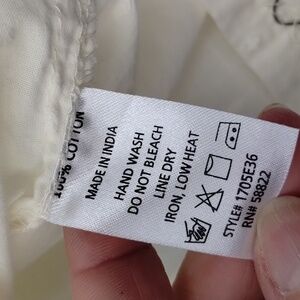 100% COTTON
MADE IN INDIA
HAND WASH
DO NOT BLEACH
LINE DRY
IRON, LOW HEAT
STYLE# 1705E36
RN# 58822